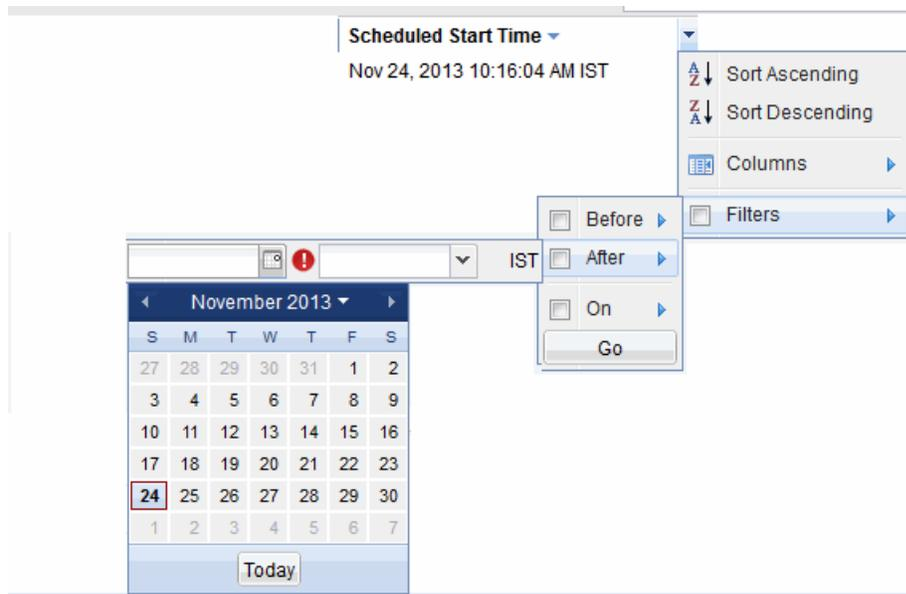 Scheduled Start Time
Nov 24, 2013 10:16:04 AM IST
A Z Sort Ascending
Z A Sort Descending
Columns
Filters
Before
After
On
Go
IST
November 2013
S M T W T F S
27 28 29 30 31 1 2
3 4 5 6 7 8 9
10 11 12 13 14 15 16
17 18 19 20 21 22 23
24 25 26 27 28 29 30
1 2 3 4 5 6 7
Today